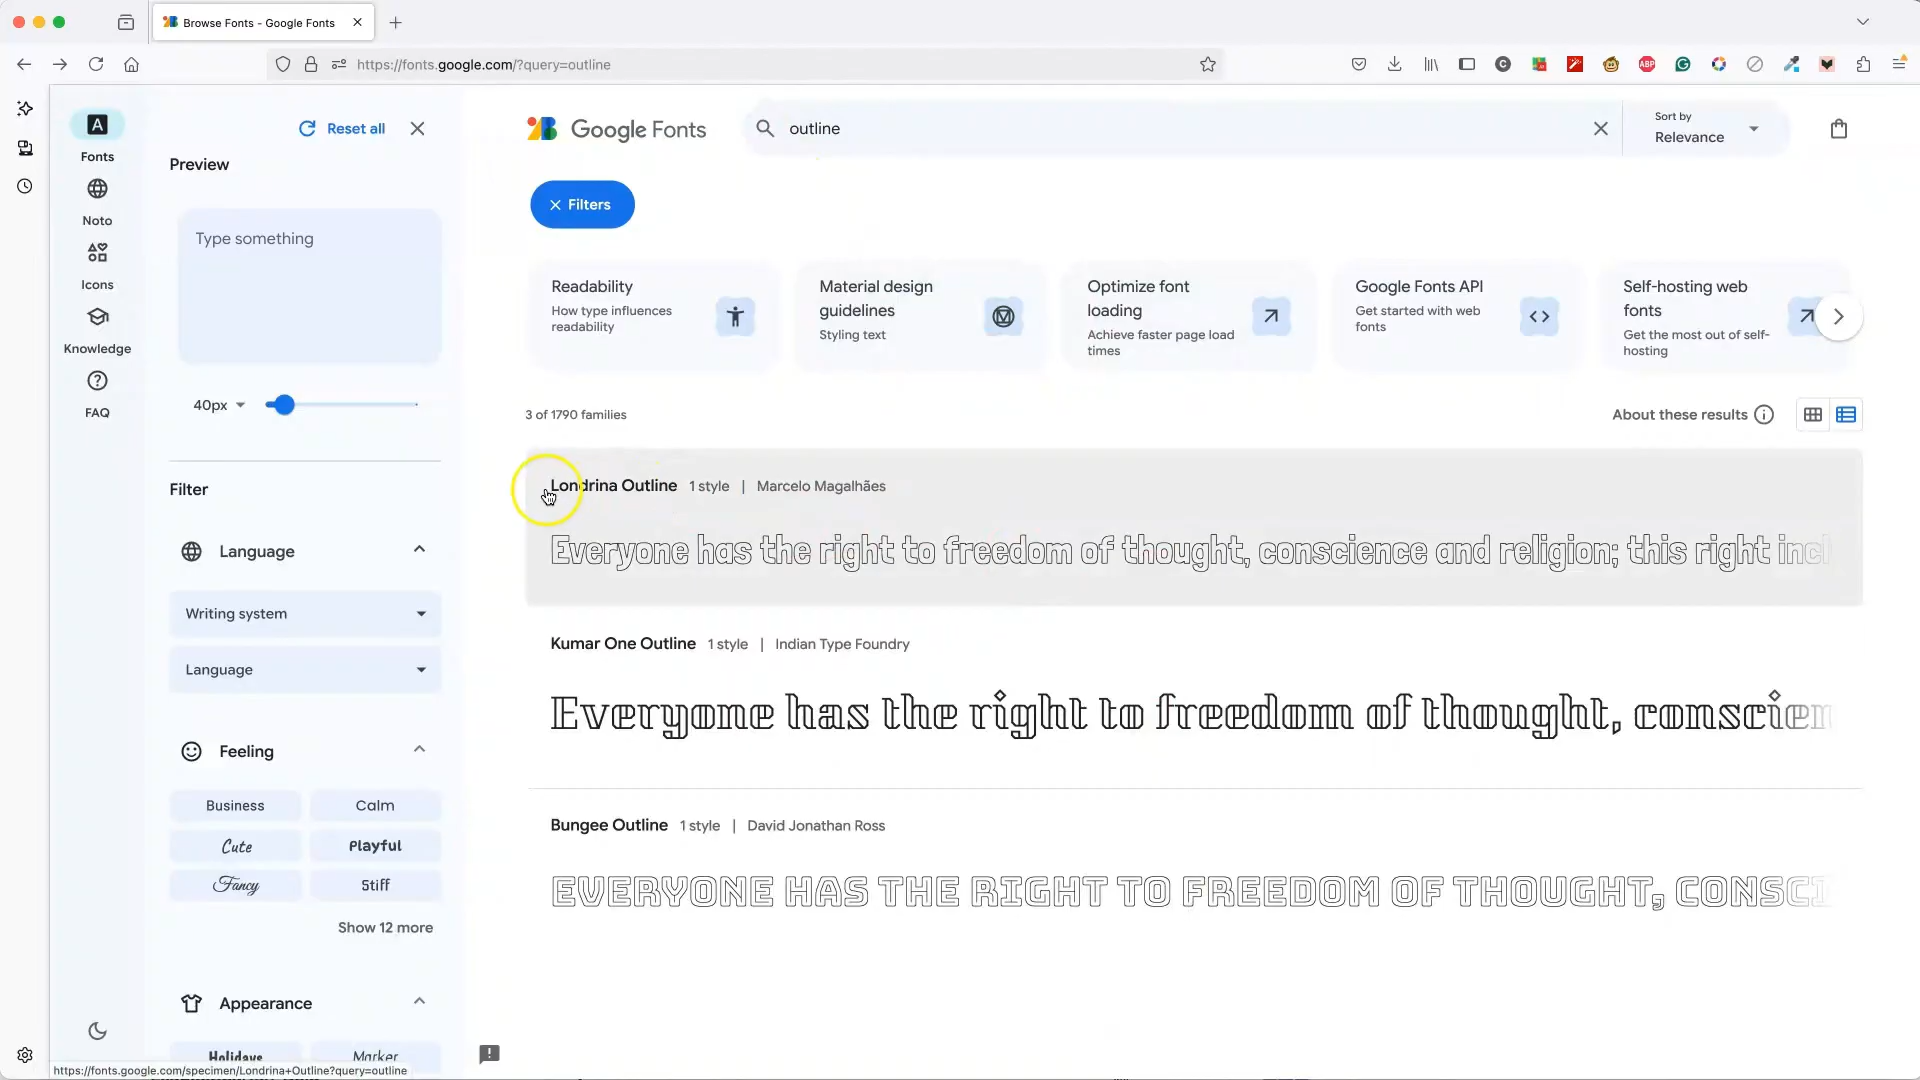 Browse Fonts - Google Fonts
https://fonts.google.com/?query=outline
ABP
A
Fonts
Noto
Icons
Knowledge
FAQ
Reset all
Preview
Type something
40px
Filter
Language
Writing system
Language
Feeling
Business
Calm
Cute
Playful
Fancy
Stiff
Show 12 more
Appearance
Holidays
Marker
Google Fonts
outline
Sort by
Relevance
Filters
Readability
How type influences
readability
Material design
guidelines
Styling text
Optimize font
loading
Achieve faster page load
times
Google Fonts API
Get started with web
fonts
Self-hosting web
fonts
Get the most out of self-
hosting
3 of 1790 families
About these results
Londrina Outline 1 style | Marcelo Magalhães
Everyone has the right to freedom of thought, conscience and religion; this right incl
Kumar One Outline 1 style | Indian Type Foundry
Everyone has the right to freedom of thought, conscien
Bungee Outline 1 style | David Jonathan Ross
EVERYONE HAS THE RIGHT TO FREEDOM OF THOUGHT, CONSCI
https://fonts.google.com/specimen/Londrina+Outline?query=outline